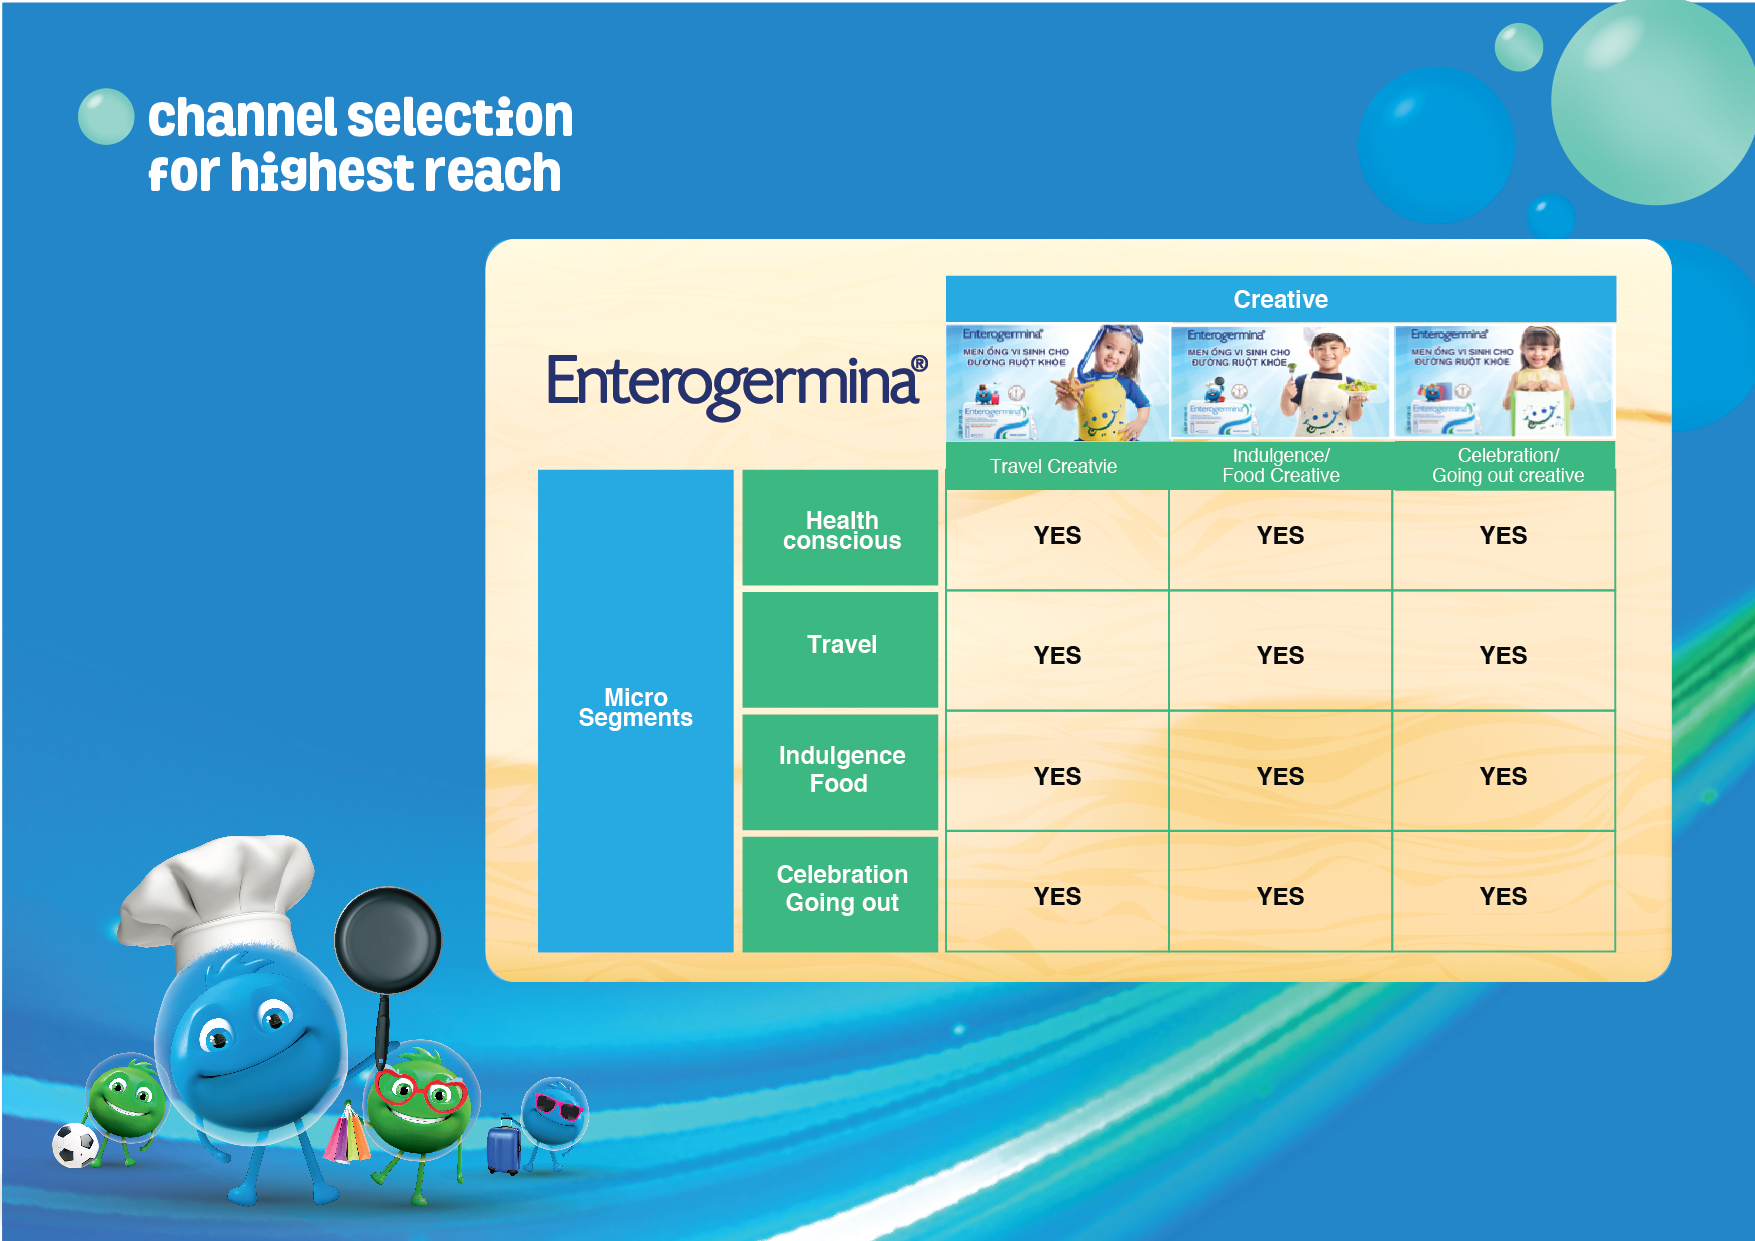 channel selection
for highest reach
Creative
Enterogermina®
Enterogermina®
MEN ỐNG VI SINH CHO
ĐƯỜNG RUỘT KHỎE
Enterogermina
Enterogermina®
MEN ỐNG VI SINH CHO
ĐƯỜNG RUỘT KHỎE
Enterogermina
Enterogermina®
MEN ỐNG VI SINH CHO
ĐƯỜNG RUỘT KHỎE
Enterogermina
Travel Creatvie
Indulgence/
Food Creative
Celebration/
Going out creative
Micro
Segments
Health
conscious
YES YES YES
Travel
YES YES YES
Indulgence
Food
YES YES YES
Celebration
Going out
YES YES YES